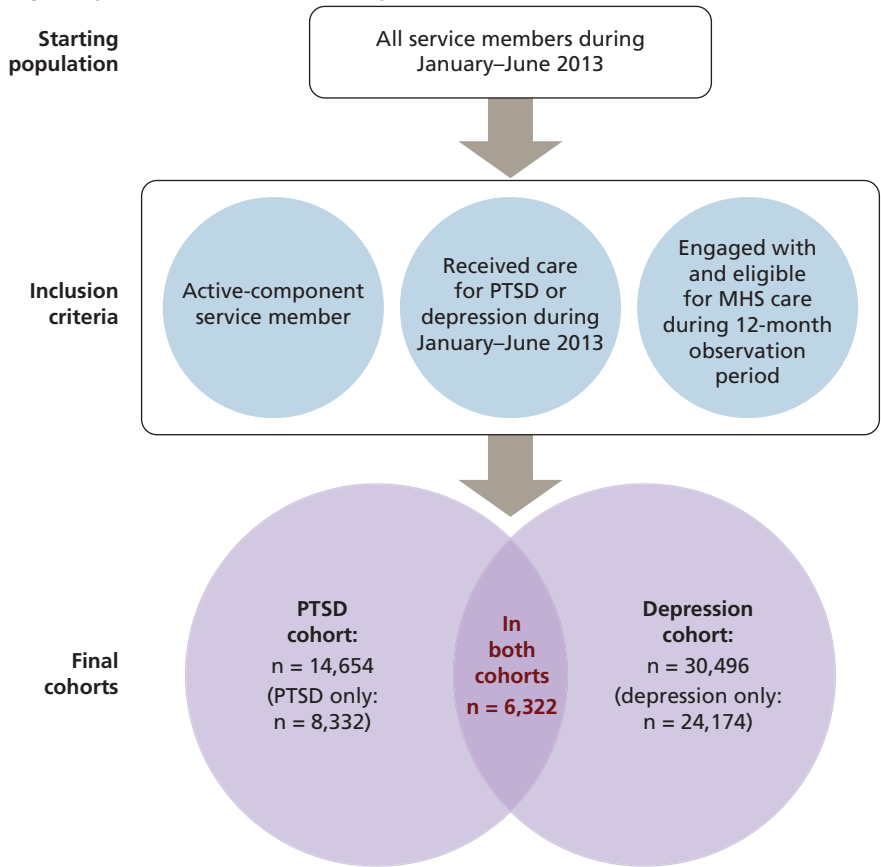 Starting
population
All service members during
January–June 2013
Inclusion
criteria
Active-component
service member
Received care
for PTSD or
depression during
January–June 2013
Engaged with
and eligible
for MHS care
during 12-month
observation
period
Final
cohorts
PTSD
cohort:
n = 14,654
(PTSD only:
n = 8,332)
In
both
cohorts
n = 6,322
Depression
cohort:
n = 30,496
(depression only:
n = 24,174)